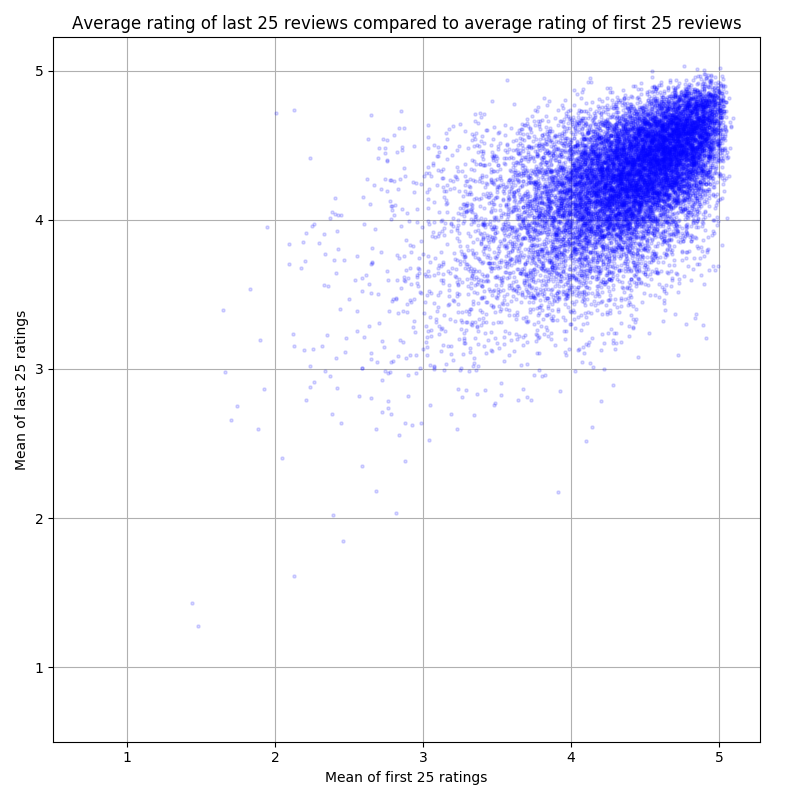 Average rating of last 25 reviews compared to average rating of first 25 reviews
5
4
3
2
1
Mean of last 25 ratings
1 2 3 4 5
Mean of first 25 ratings